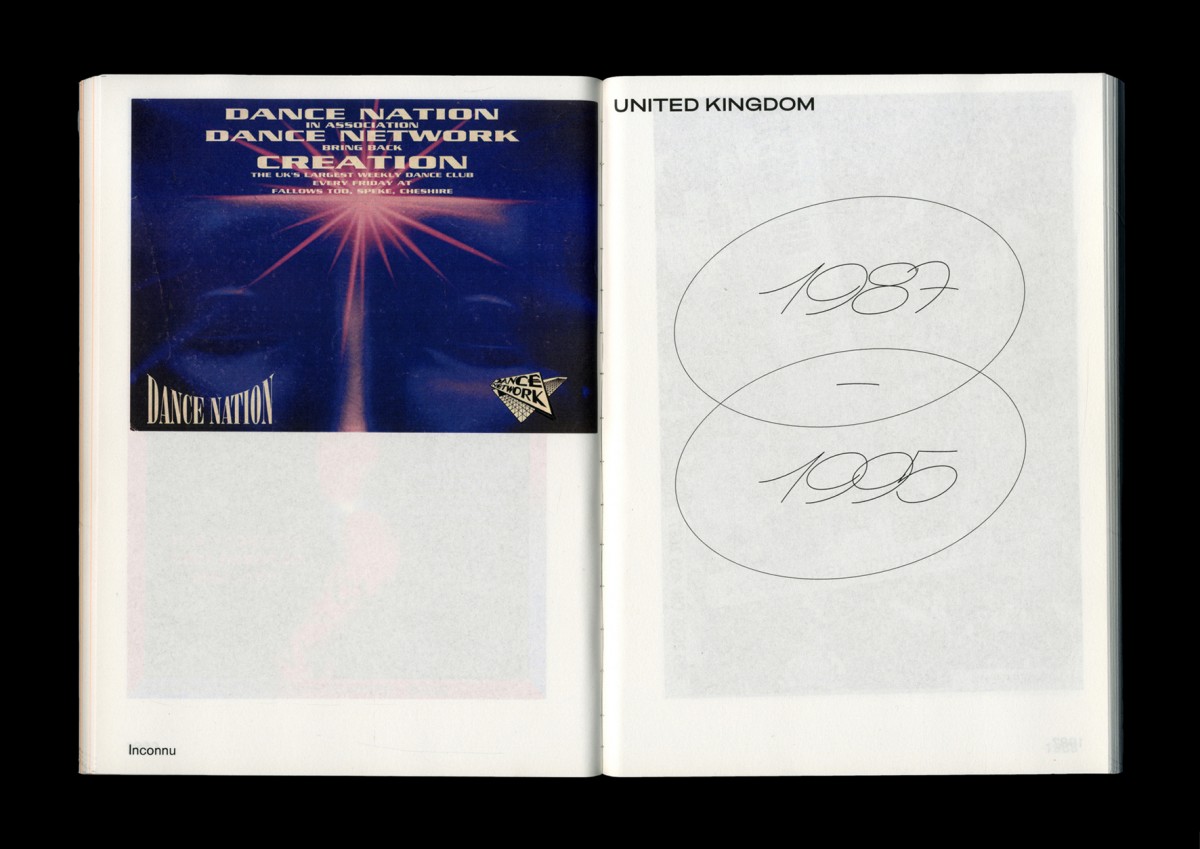 DANCE NATION
IN ASSOCIATION
DANCE NETWORK
BRING BACK
CREATION
THE UK'S LARGEST WEEKLY DANCE CLUB
EVERY FRIDAY AT
FALLOWS TOO, SPEKE, CHESHIRE
DANCE NATION
DANCE
NETWORK
Inconnu
UNITED KINGDOM
1987
—
1995